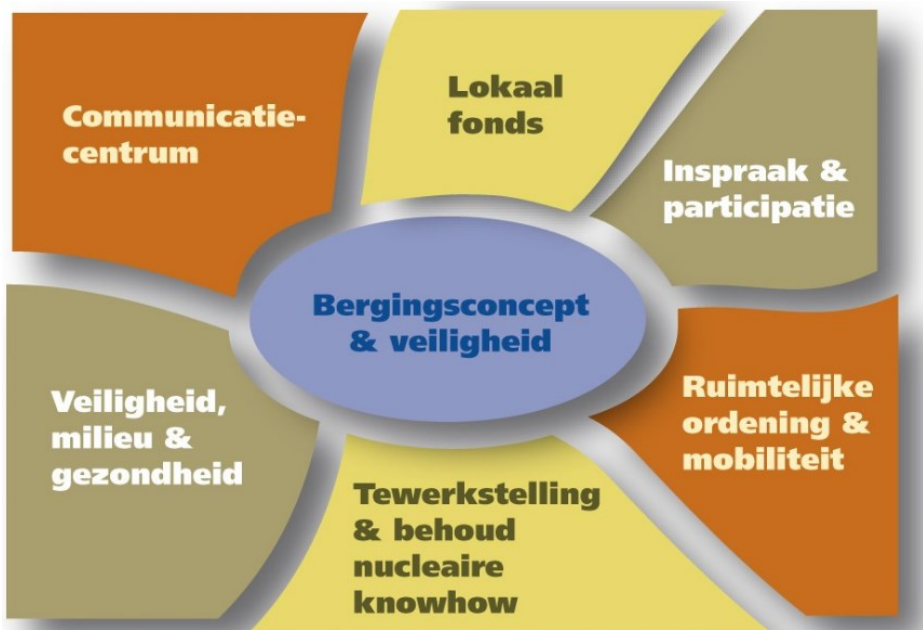 Communicatie-
centrum
Lokaal
fonds
Inspraak &
participatie
Bergingsconcept
& veiligheid
Veiligheid,
milieu &
gezondheid
Ruimtelijke
ordening &
mobiliteit
Tewerkstelling
& behoud
nucleaire
knowhow